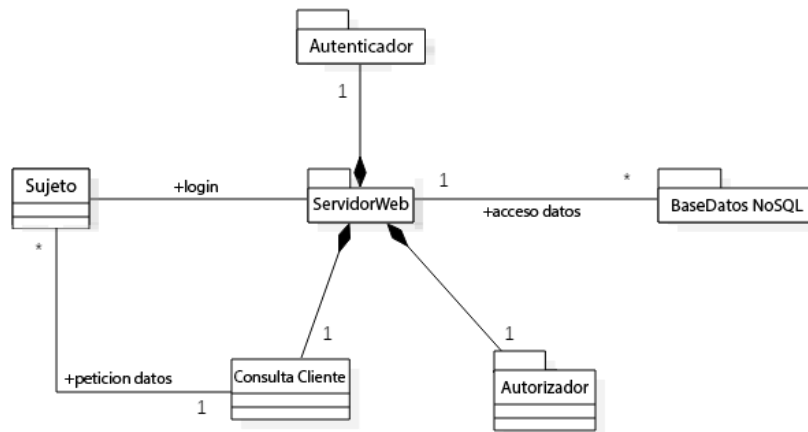 Autenticador
1
Sujeto
+login
ServidorWeb
1
*
+acceso datos
BaseDatos NoSQL
*
1
1
+peticion datos
Consulta Cliente
1
Autorizador